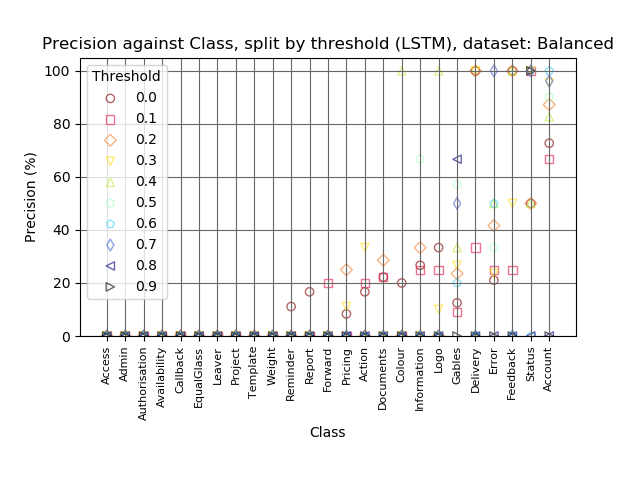 Precision against Class, split by threshold (LSTM), dataset: Balanced
Precision (%)
100
80
60
40
20
0
Threshold
0.0
0.1
0.2
0.3
0.4
0.5
0.6
0.7
0.8
0.9
Access
Admin
Authorisation
Availability
Callback
EqualGlass
Leaver
Project
Template
Weight
Reminder
Report
Forward
Pricing
Action
Documents
Colour
Information
Logo
Gables
Delivery
Error
Feedback
Status
Account
Class